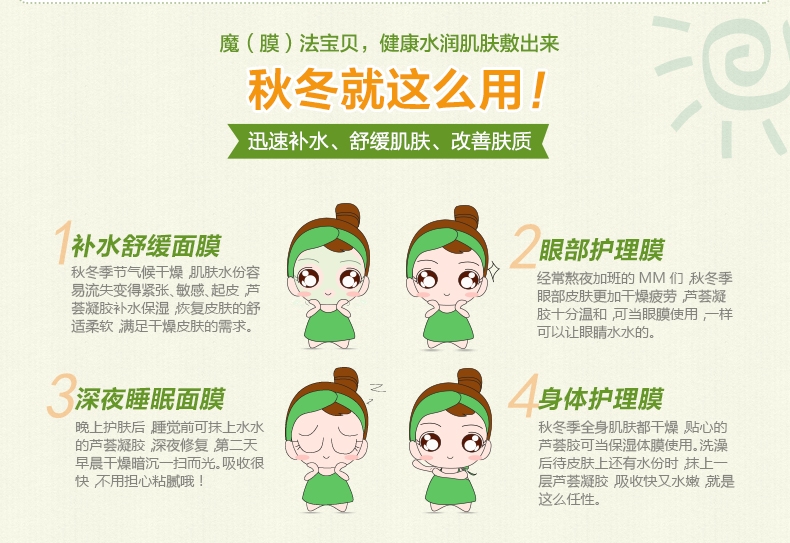 魔（膜）法宝贝，健康水润肌肤敷出来
秋冬就这么用！
迅速补水、舒缓肌肤、改善肤质
1 补水舒缓面膜
秋冬季节气候干燥，肌肤水份容
易流失变得紧张、敏感、起皮，芦
荟凝胶补水保湿，恢复皮肤的舒
适柔软，满足干燥皮肤的需求。
2 眼部护理膜
经常熬夜加班的 MM 们，秋冬季
眼部皮肤更加干燥疲劳，芦荟凝
胶十分温和，可当眼膜使用，一样
可以让眼睛水水的。
3 深夜睡眠面膜
晚上护肤后，睡觉前可抹上水水
的芦荟凝胶，深夜修复，第二天
早晨干燥暗沉一扫而光。吸收很
快，不用担心粘腻哦！
4 身体护理膜
秋冬季全身肌肤都干燥，贴心的
芦荟胶可当保湿体膜使用。洗澡
后待皮肤上还有水份时，抹上一
层芦荟凝胶，吸收快又水嫩，就是
这么任性。